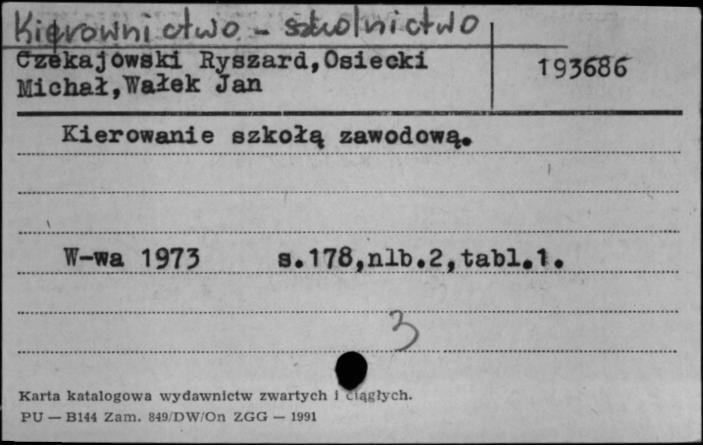 Kierownictwo - szkolnictwo
Czekajowski Ryszard,Osiecki
Michał,Wałek Jan
193686
Kierowanie szkołą zawodową.
W-wa 1973 s.178,nlb.2,tabl.1.
3
Karta katalogowa wydawnictw zwartych i ciągłych.
PU — B144 Zam. 849/DW/On ZGG — 1991